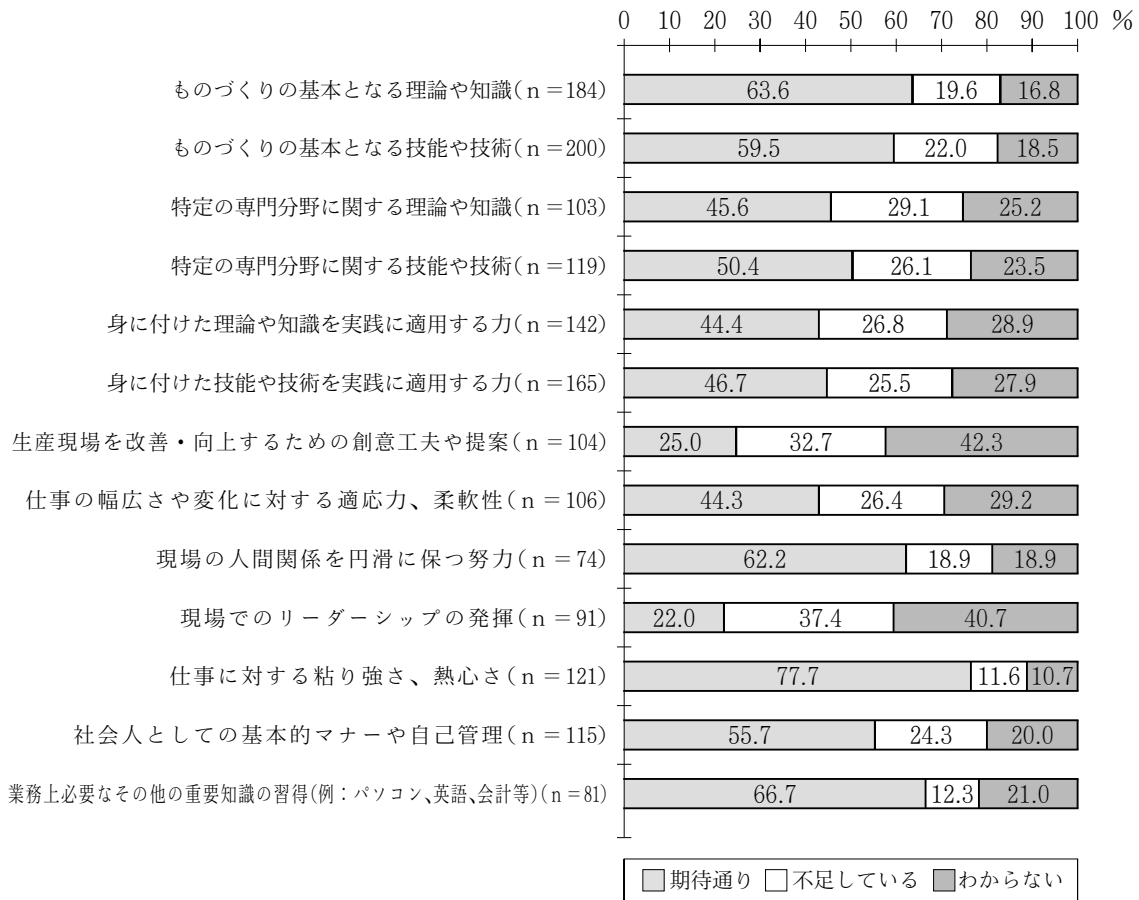 0 10 20 30 40 50 60 70 80 90 100 %
ものづくりの基本となる理論や知識(n=184) 63.6 19.6 16.8
ものづくりの基本となる技能や技術(n=200) 59.5 22.0 18.5
特定の専門分野に関する理論や知識(n=103) 45.6 29.1 25.2
特定の専門分野に関する技能や技術(n=119) 50.4 26.1 23.5
身に付けた理論や知識を実践に適用する力(n=142) 44.4 26.8 28.9
身に付けた技能や技術を実践に適用する力(n=165) 46.7 25.5 27.9
生産現場を改善・向上するための創意工夫や提案(n=104) 25.0 32.7 42.3
仕事の幅広さや変化に対する適応力、柔軟性(n=106) 44.3 26.4 29.2
現場の人間関係を円滑に保つ努力(n=74) 62.2 18.9 18.9
現場でのリーダーシップの発揮(n=91) 22.0 37.4 40.7
仕事に対する粘り強さ、熱心さ(n=121) 77.7 11.6 10.7
社会人としての基本的マナーや自己管理(n=115) 55.7 24.3 20.0
業務上必要なその他の重要知識の習得(例：パソコン、英語、会計等)(n=81) 66.7 12.3 21.0
期待通り 不足している わからない